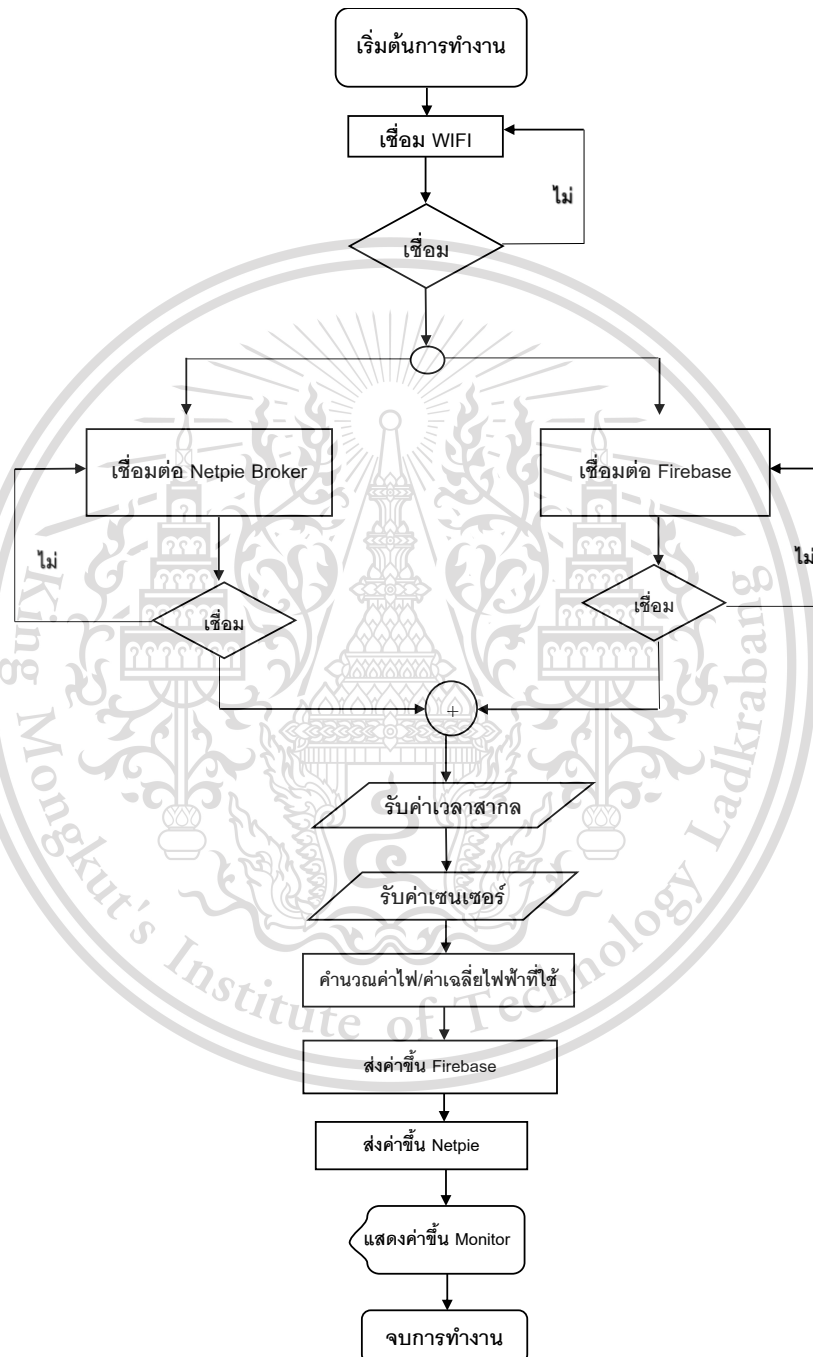 เริ่มต้นการทำงาน
เชื่อม WIFI
ไม่
เชื่อม
เชื่อมต่อ Netpie Broker
เชื่อมต่อ Firebase
ไม่
ไม่
เชื่อม
เชื่อม
+
รับค่าเวลาสากล
รับค่าเซนเซอร์
คำนวณค่าไฟ/ค่าเฉลี่ยไฟฟ้าที่ใช้
ส่งค่าขึ้น Firebase
ส่งค่าขึ้น Netpie
แสดงค่าขึ้น Monitor
จบการทำงาน
King Mongkut's Institute of Technology Ladkrabang